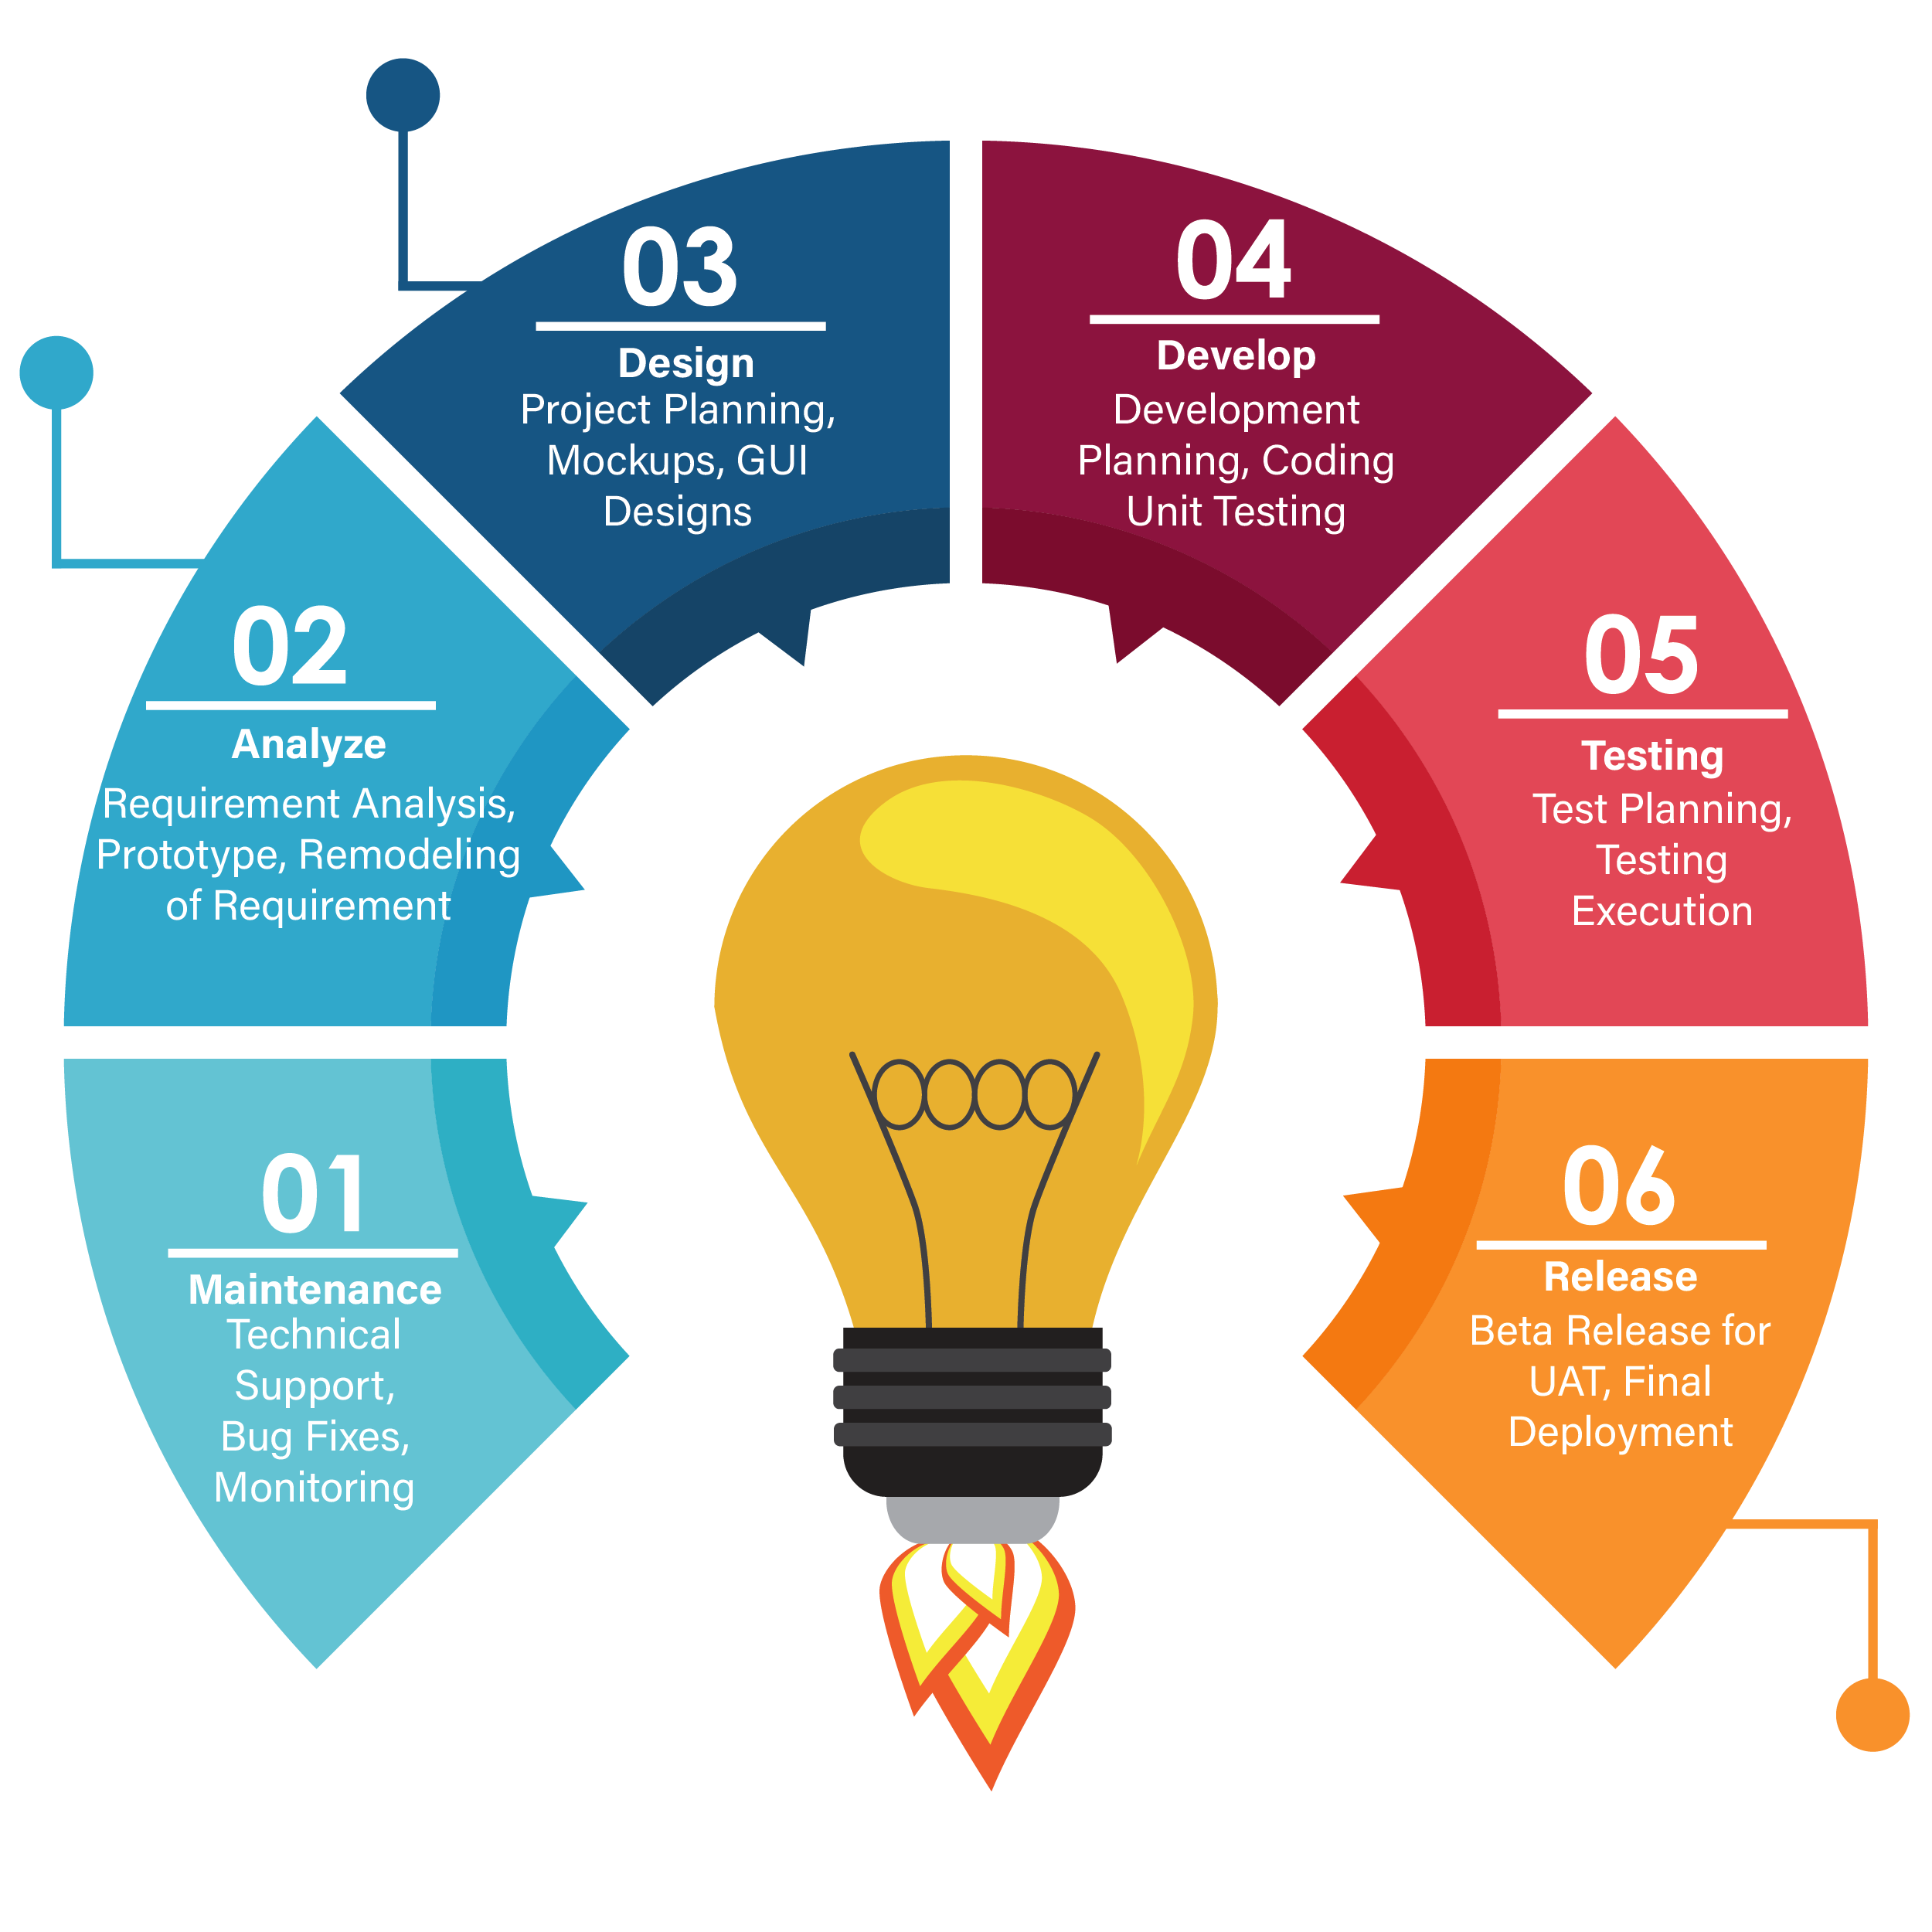 01
Maintenance
Technical
Support,
Bug Fixes,
Monitoring
02
Analyze
Requirement Analysis,
Prototype, Remodeling
of Requirement
03
Design
Project Planning,
Mockups, GUI
Designs
04
Develop
Development
Planning, Coding
Unit Testing
05
Testing
Test Planning,
Testing
Execution
06
Release
Beta Release for
UAT, Final
Deployment